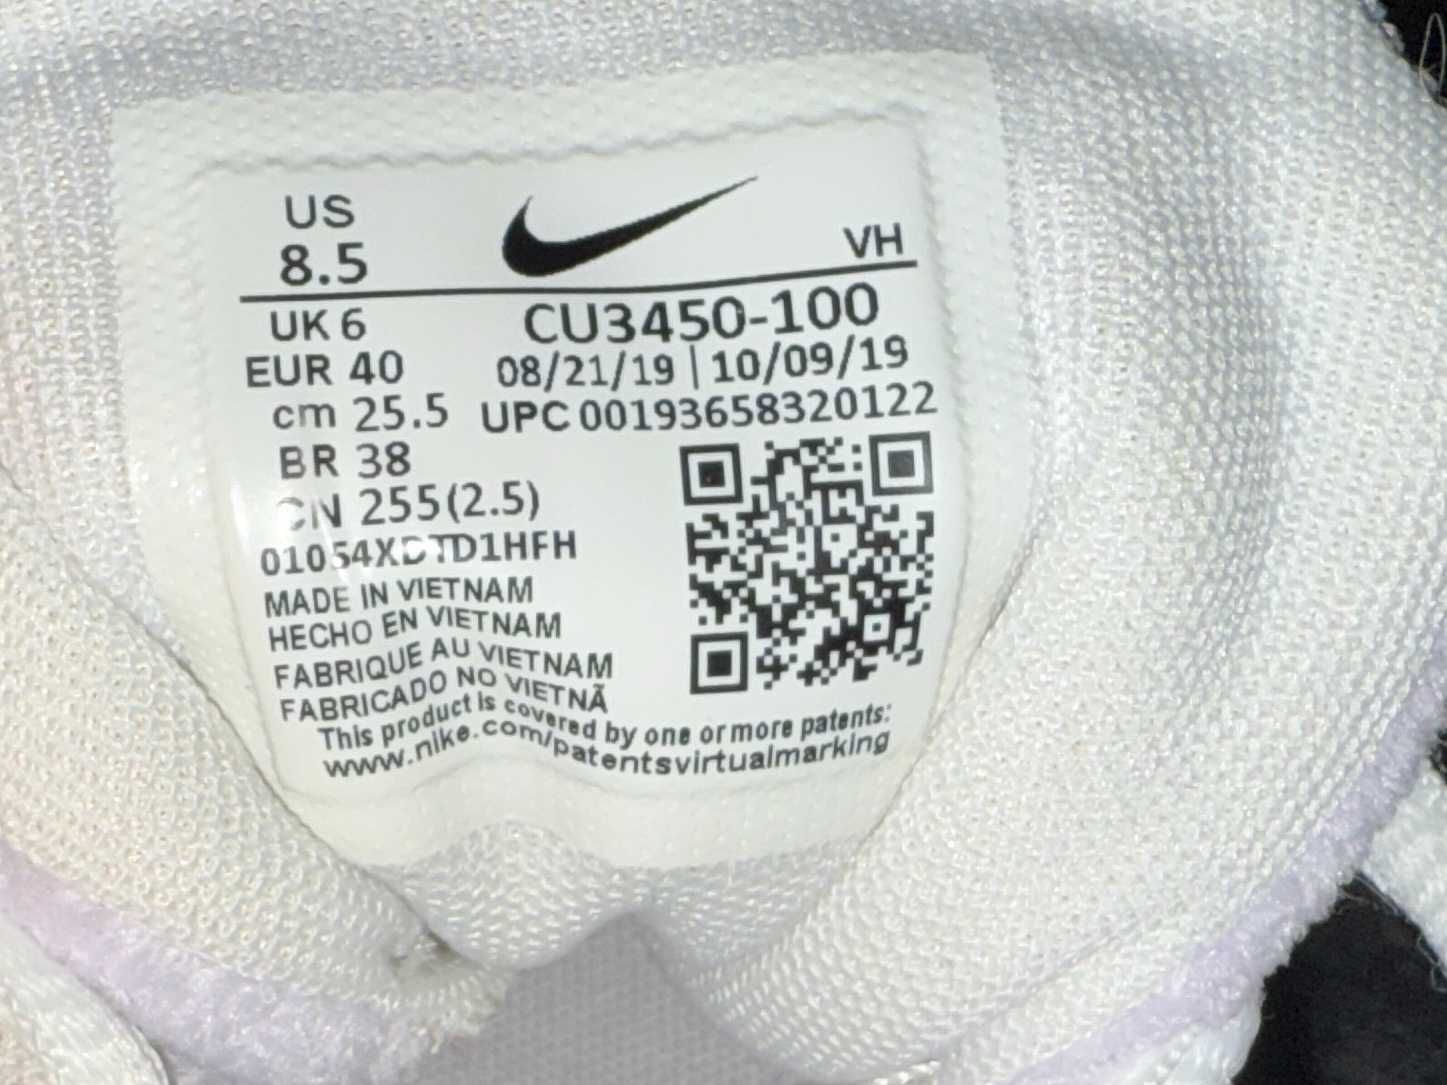 US
8.5
VH
UK 6
CU3450-100
EUR 40
08/21/19 | 10/09/19
cm 25.5
UPC 00193658320122
BR 38
CN 255(2.5)
MADE IN VIETNAM
HECHO EN VIETNAM
FABRIQUE AU VIETNAM
FABRICADO NO VIETNÃ
This product is covered by one or more patents:
www.nike.com/patentsvirtualmarking